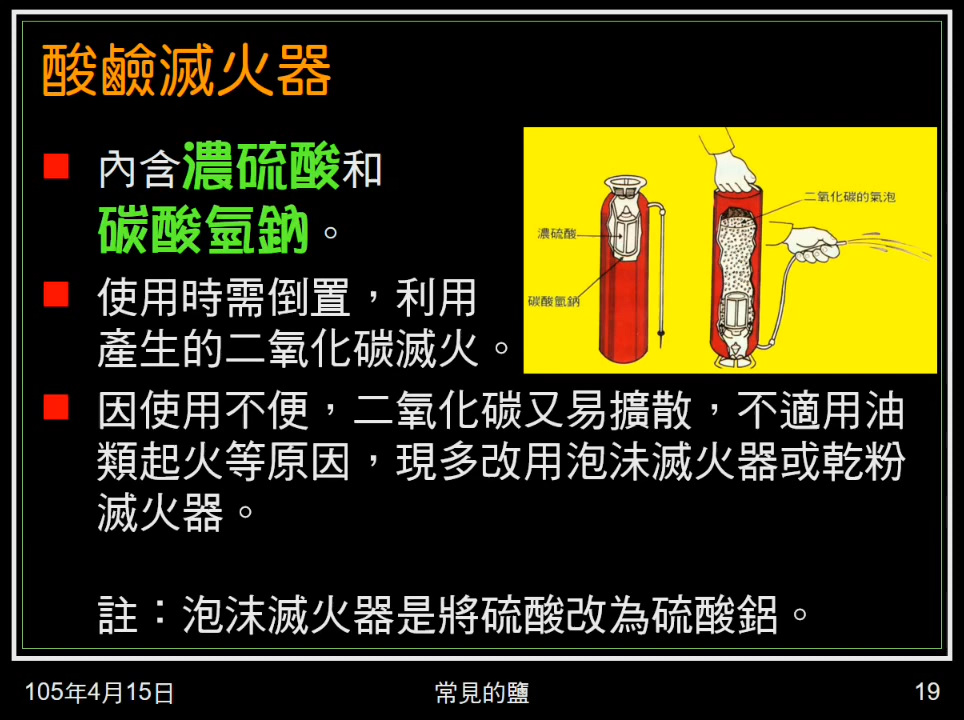 酸鹼滅火器
內含濃硫酸和
碳酸氫鈉。
使用時需倒置，利用
產生的二氧化碳滅火。
因使用不便，二氧化碳又易擴散，不適用油
類起火等原因，現多改用泡沫滅火器或乾粉
滅火器。
註：泡沫滅火器是將硫酸改為硫酸鋁。
濃硫酸
碳酸氫鈉
二氧化碳的氣泡
105年4月15日
常見的鹽
19